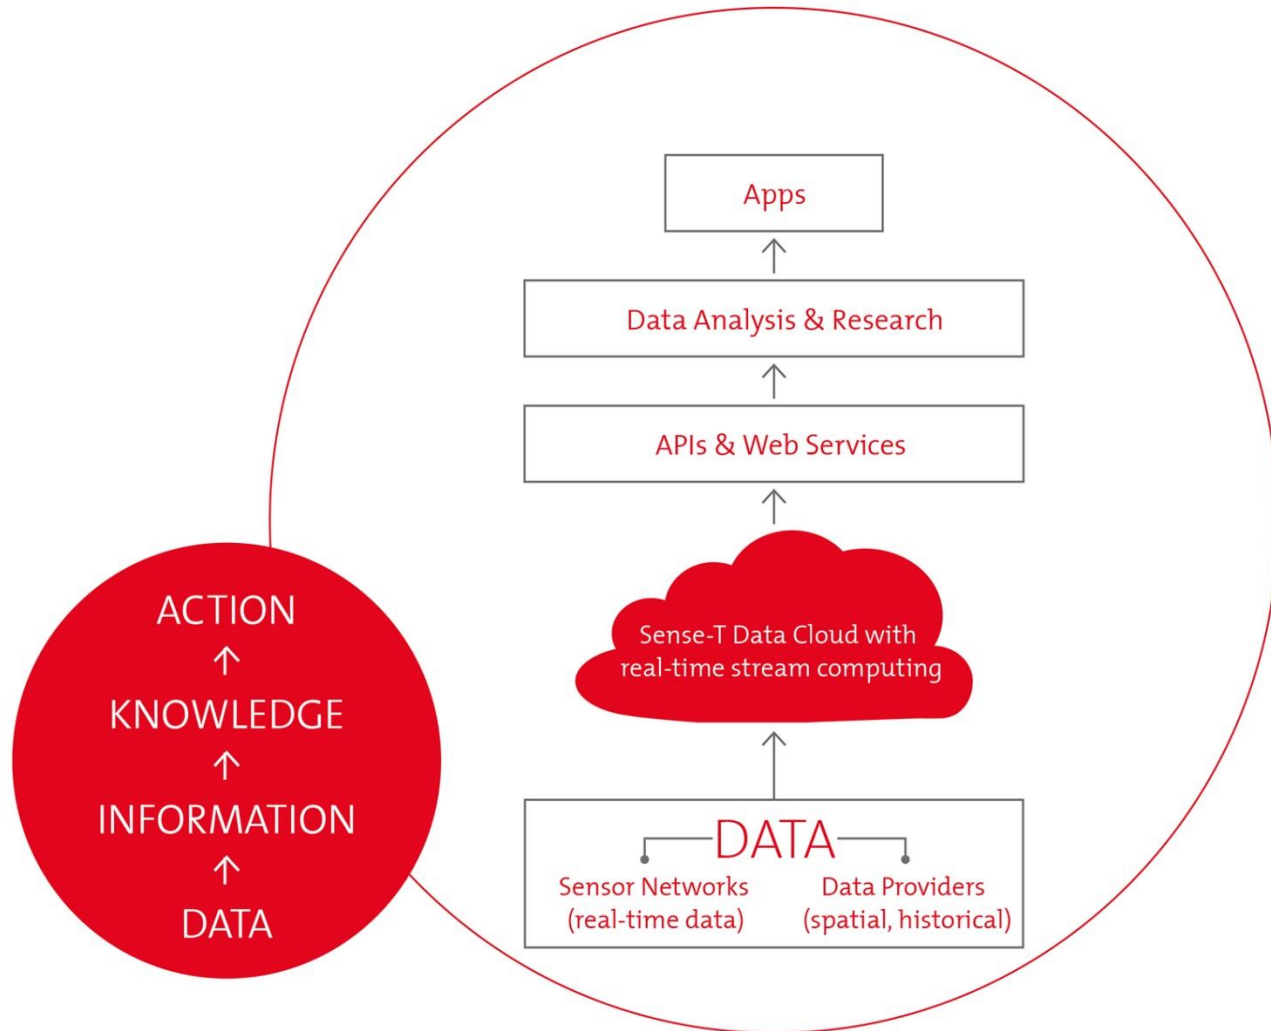 Apps
Data Analysis & Research
APIs & Web Services
Sense-T Data Cloud with
real-time stream computing
DATA
Sensor Networks
(real-time data)
Data Providers
(spatial, historical)
ACTION
KNOWLEDGE
INFORMATION
DATA